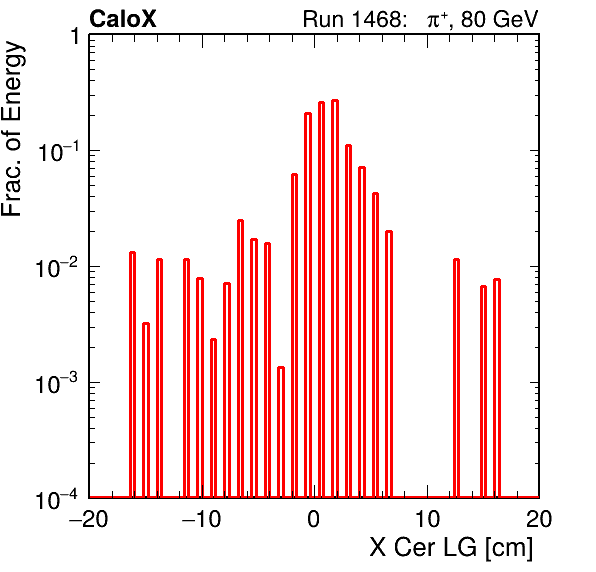 CaloX Run 1468: π⁺, 80 GeV
Frac. of Energy
1
10⁻¹
10⁻²
10⁻³
10⁻⁴
−20 −10 0 10 20
X Cer LG [cm]